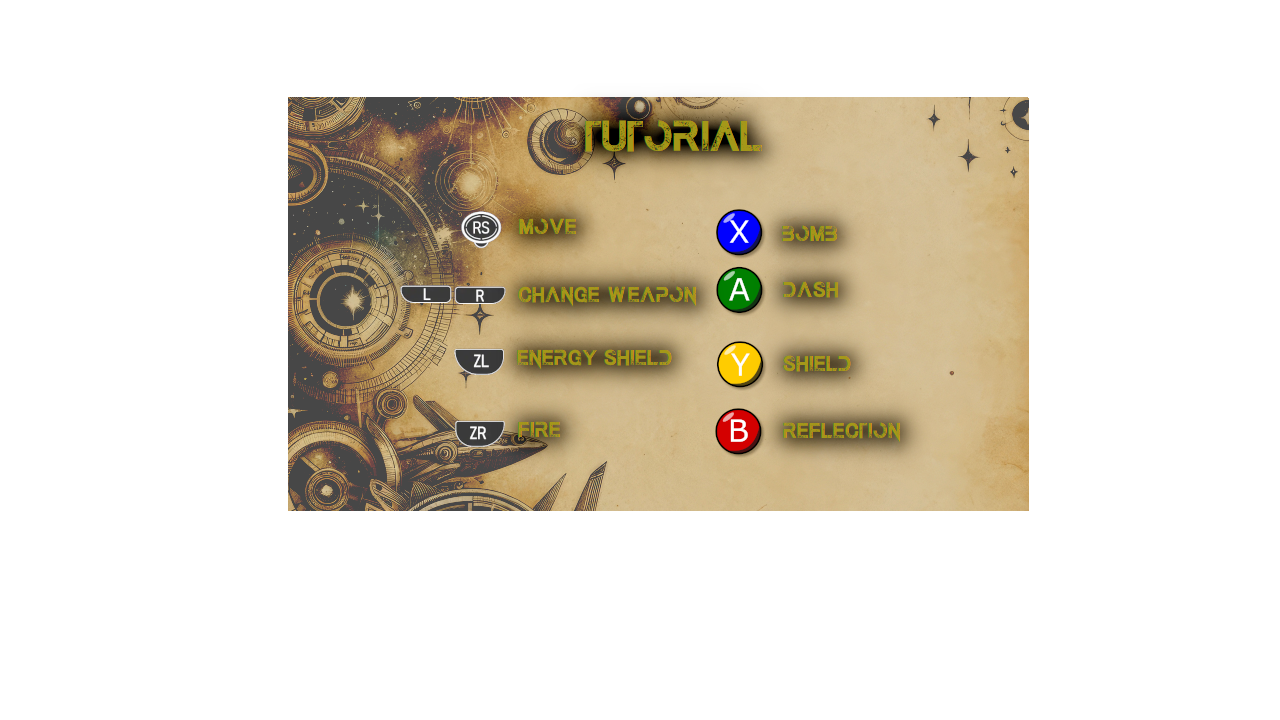 TUTORIAL
RS MOVE
L R CHANGE WEAPON
ZL ENERGY SHIELD
ZR FIRE
X BOMB
A DASH
Y SHIELD
B REFLECTION